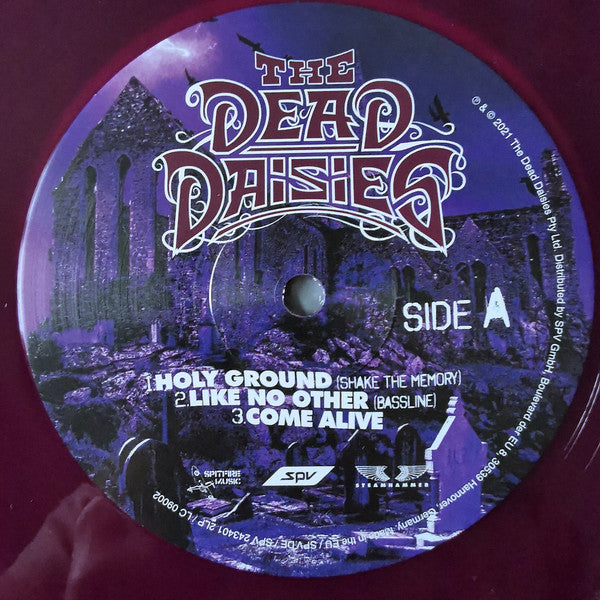 THE
DEAD
DAISIES
SIDE A
1.HOLY GROUND (SHAKE THE MEMORY)
2.LIKE NO OTHER (BASSLINE)
3.COME ALIVE
SPITFIRE
MUSIC
SPV
STEAMHAMMER
℗ & © 2021 The Dead Daisies Pty Ltd. Distributed by SPV GmbH, Boulevard der EU 8, 30539 Hannover, Germany. Made in the EU / SPV.DE / SPV 243401 2LP / LC 09002